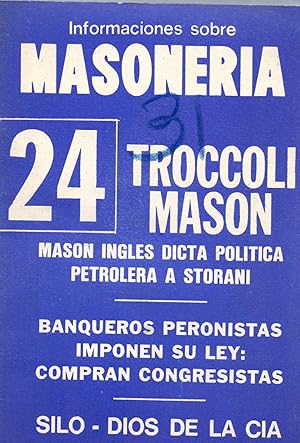 Informaciones sobre
MASONERIA
31
24
TROCCOLI
MASON
MASON INGLES DICTA POLITICA
PETROLERA A STORANI
BANQUEROS PERONISTAS
IMPONEN SU LEY:
COMPRAN CONGRESISTAS
SILO - DIOS DE LA CIA